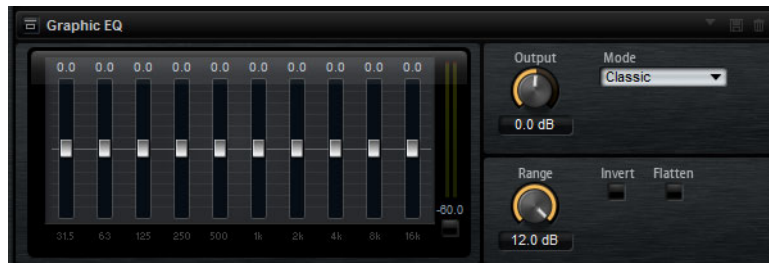 Graphic EQ
0.0 0.0 0.0 0.0 0.0 0.0 0.0 0.0 0.0 0.0
-60.0
31.5 63 125 250 500 1k 2k 4k 8k 16k
Output
0.0 dB
Mode
Classic
Range
12.0 dB
Invert
Flatten